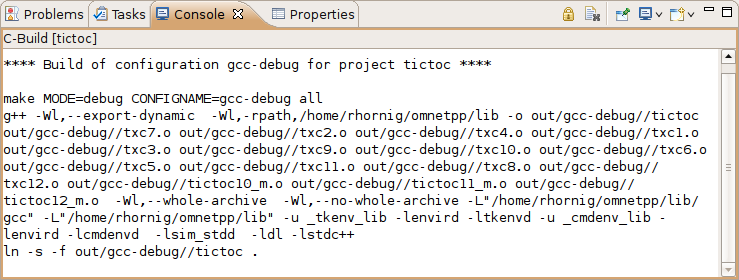 Problems Tasks Console Properties
C-Build [tictoc]
**** Build of configuration gcc-debug for project tictoc ****
make MODE=debug CONFIGNAME=gcc-debug all
g++ -Wl,--export-dynamic  -Wl,-rpath,/home/rhornig/omnetpp/lib -o out/gcc-debug//tictoc
out/gcc-debug//txc7.o out/gcc-debug//txc2.o out/gcc-debug//txc4.o out/gcc-debug//txc1.o
out/gcc-debug//txc3.o out/gcc-debug//txc9.o out/gcc-debug//txc10.o out/gcc-debug//txc6.o
out/gcc-debug//txc5.o out/gcc-debug//txc11.o out/gcc-debug//txc8.o out/gcc-debug//
txc12.o out/gcc-debug//tictoc10_m.o out/gcc-debug//tictoc11_m.o out/gcc-debug//
tictoc12_m.o  -Wl,--whole-archive  -Wl,--no-whole-archive -L"/home/rhornig/omnetpp/lib/
gcc" -L"/home/rhornig/omnetpp/lib" -u _tkenv_lib -lenvird -ltkenvd -u _cmdenv_lib -
lenvird -lcmdenvd  -lsim_stdd  -ldl -lstdc++
ln -s -f out/gcc-debug//tictoc .